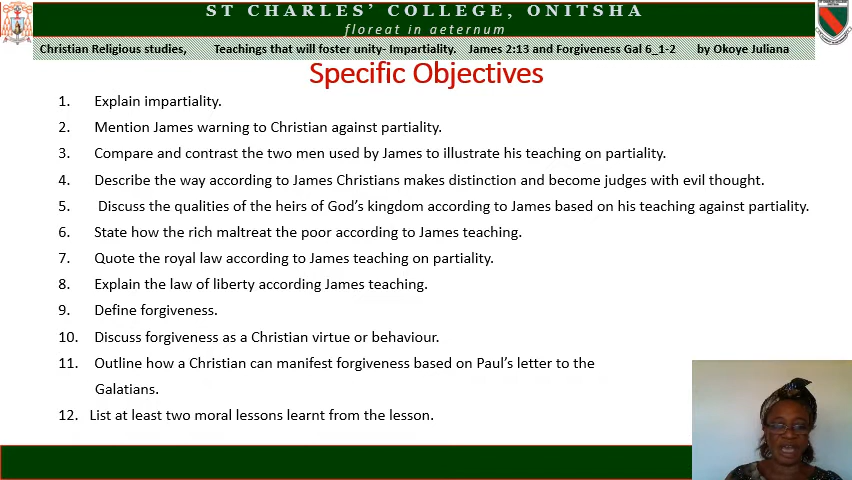 ST CHARLES' COLLEGE, ONITSHA
floreat in aeternum
Christian Religious studies, Teachings that will foster unity- Impartiality. James 2:13 and Forgiveness Gal 6_1-2 by Okoye Juliana
Specific Objectives
1. Explain impartiality.
2. Mention James warning to Christian against partiality.
3. Compare and contrast the two men used by James to illustrate his teaching on partiality.
4. Describe the way according to James Christians makes distinction and become judges with evil thought.
5. Discuss the qualities of the heirs of God's kingdom according to James based on his teaching against partiality.
6. State how the rich maltreat the poor according to James teaching.
7. Quote the royal law according to James teaching on partiality.
8. Explain the law of liberty according James teaching.
9. Define forgiveness.
10. Discuss forgiveness as a Christian virtue or behaviour.
11. Outline how a Christian can manifest forgiveness based on Paul's letter to the
Galatians.
12. List at least two moral lessons learnt from the lesson.